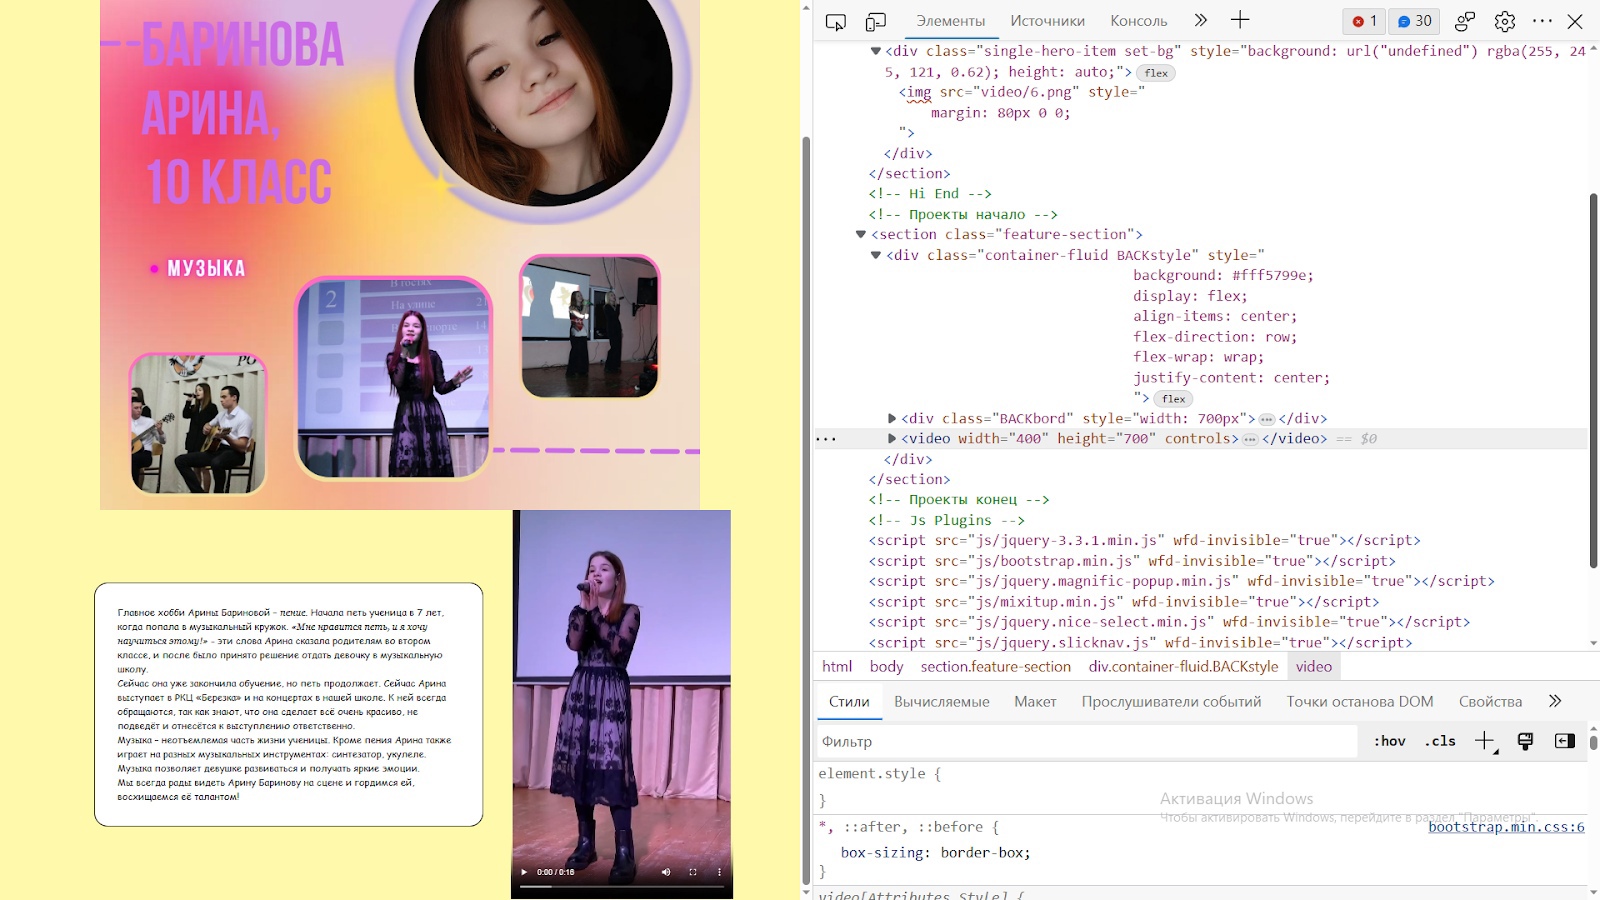 БАРИНОВА
АРИНА,
10 КЛАСС
• МУЗЫКА
2
В гостях
На улице
21
14
РО
Главное хобби Арины Бариновой – пение. Начала петь ученица в 7 лет,
когда попала в музыкальный кружок. «Мне нравится петь, и я хочу
научиться этому!» – эти слова Арина сказала родителям во втором
классе, и после было принято решение отдать девочку в музыкальную
школу.
Сейчас она уже закончила обучение, но петь продолжает. Сейчас Арина
выступает в РКЦ «Березка» и на концертах в нашей школе. К ней всегда
обращаются, так как знают, что она сделает всё очень красиво, не
подведёт и отнесётся к выступлению ответственно.
Музыка – неотъемлемая часть жизни ученицы. Кроме пения Арина также
играет на разных музыкальных инструментах: синтезатор, укулеле.
Музыка позволяет девушке развиваться и получать яркие эмоции.
Мы всегда рады видеть Арину Баринову на сцене и гордимся ей,
восхищаемся её талантом!
0:00 / 0:16
Элементы Источники Консоль 1 30
<div class="single-hero-item set-bg" style="background: url("undefined") rgba(255, 24
5, 121, 0.62); height: auto;"> flex
<img src="video/6.png" style="
margin: 80px 0 0;
">
</div>
</section>
<!-- Hi End -->
<!-- Проекты начало -->
<section class="feature-section">
<div class="container-fluid BACKstyle" style="
background: #fff5799e;
display: flex;
align-items: center;
flex-direction: row;
flex-wrap: wrap;
justify-content: center;
"> flex
<div class="BACKbord" style="width: 700px"> ⋯ </div>
<video width="400" height="700" controls> ⋯ </video> == $0
</div>
</section>
<!-- Проекты конец -->
<!-- Js Plugins -->
<script src="js/jquery-3.3.1.min.js" wfd-invisible="true"></script>
<script src="js/bootstrap.min.js" wfd-invisible="true"></script>
<script src="js/jquery.magnific-popup.min.js" wfd-invisible="true"></script>
<script src="js/mixitup.min.js" wfd-invisible="true"></script>
<script src="js/jquery.nice-select.min.js" wfd-invisible="true"></script>
<script src="js/jquery.slicknav.js" wfd-invisible="true"></script>
html body section.feature-section div.container-fluid.BACKstyle video
Стили Вычисляемые Макет Прослушиватели событий Точки останова DOM Свойства
Фильтр :hov .cls
element.style {
}
Активация Windows
Чтобы активировать Windows, перейдите в раздел "Параметры".
*, ::after, ::before { bootstrap.min.css:6
box-sizing: border-box;
}
video[Attributes Style] {